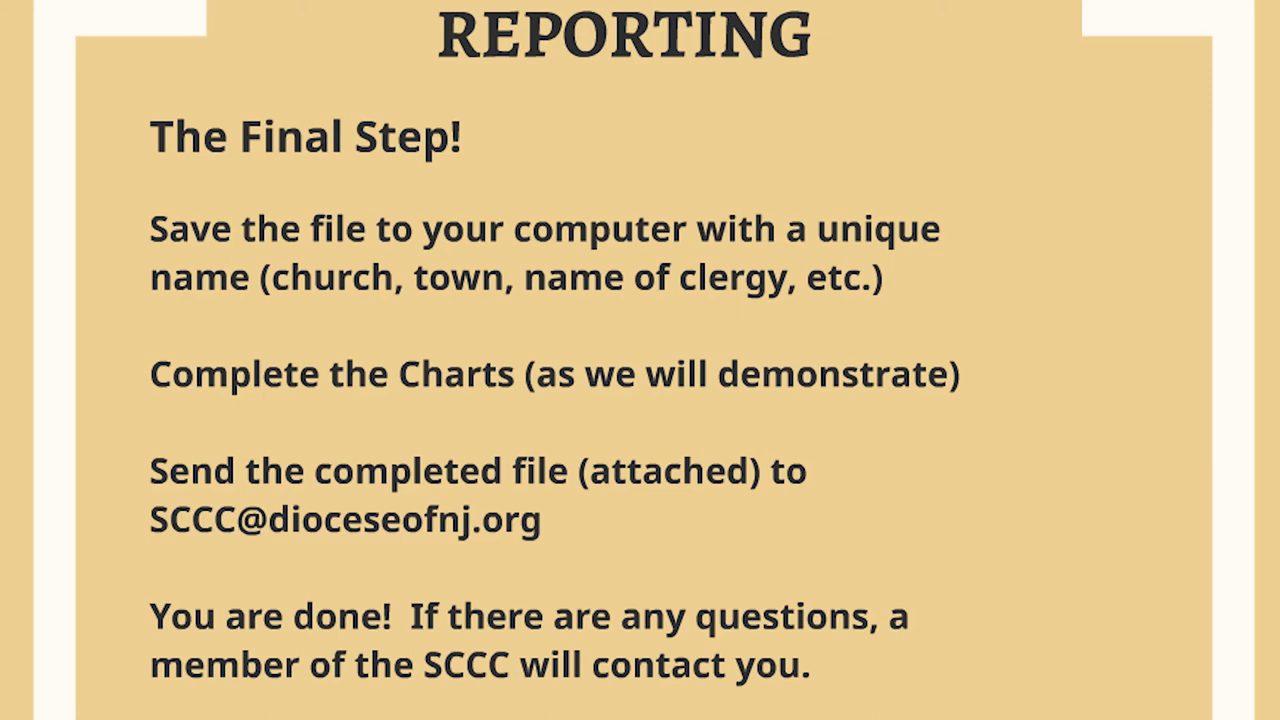 REPORTING
The Final Step!
Save the file to your computer with a unique
name (church, town, name of clergy, etc.)
Complete the Charts (as we will demonstrate)
Send the completed file (attached) to
SCCC@dioceseofnj.org
You are done!  If there are any questions, a
member of the SCCC will contact you.